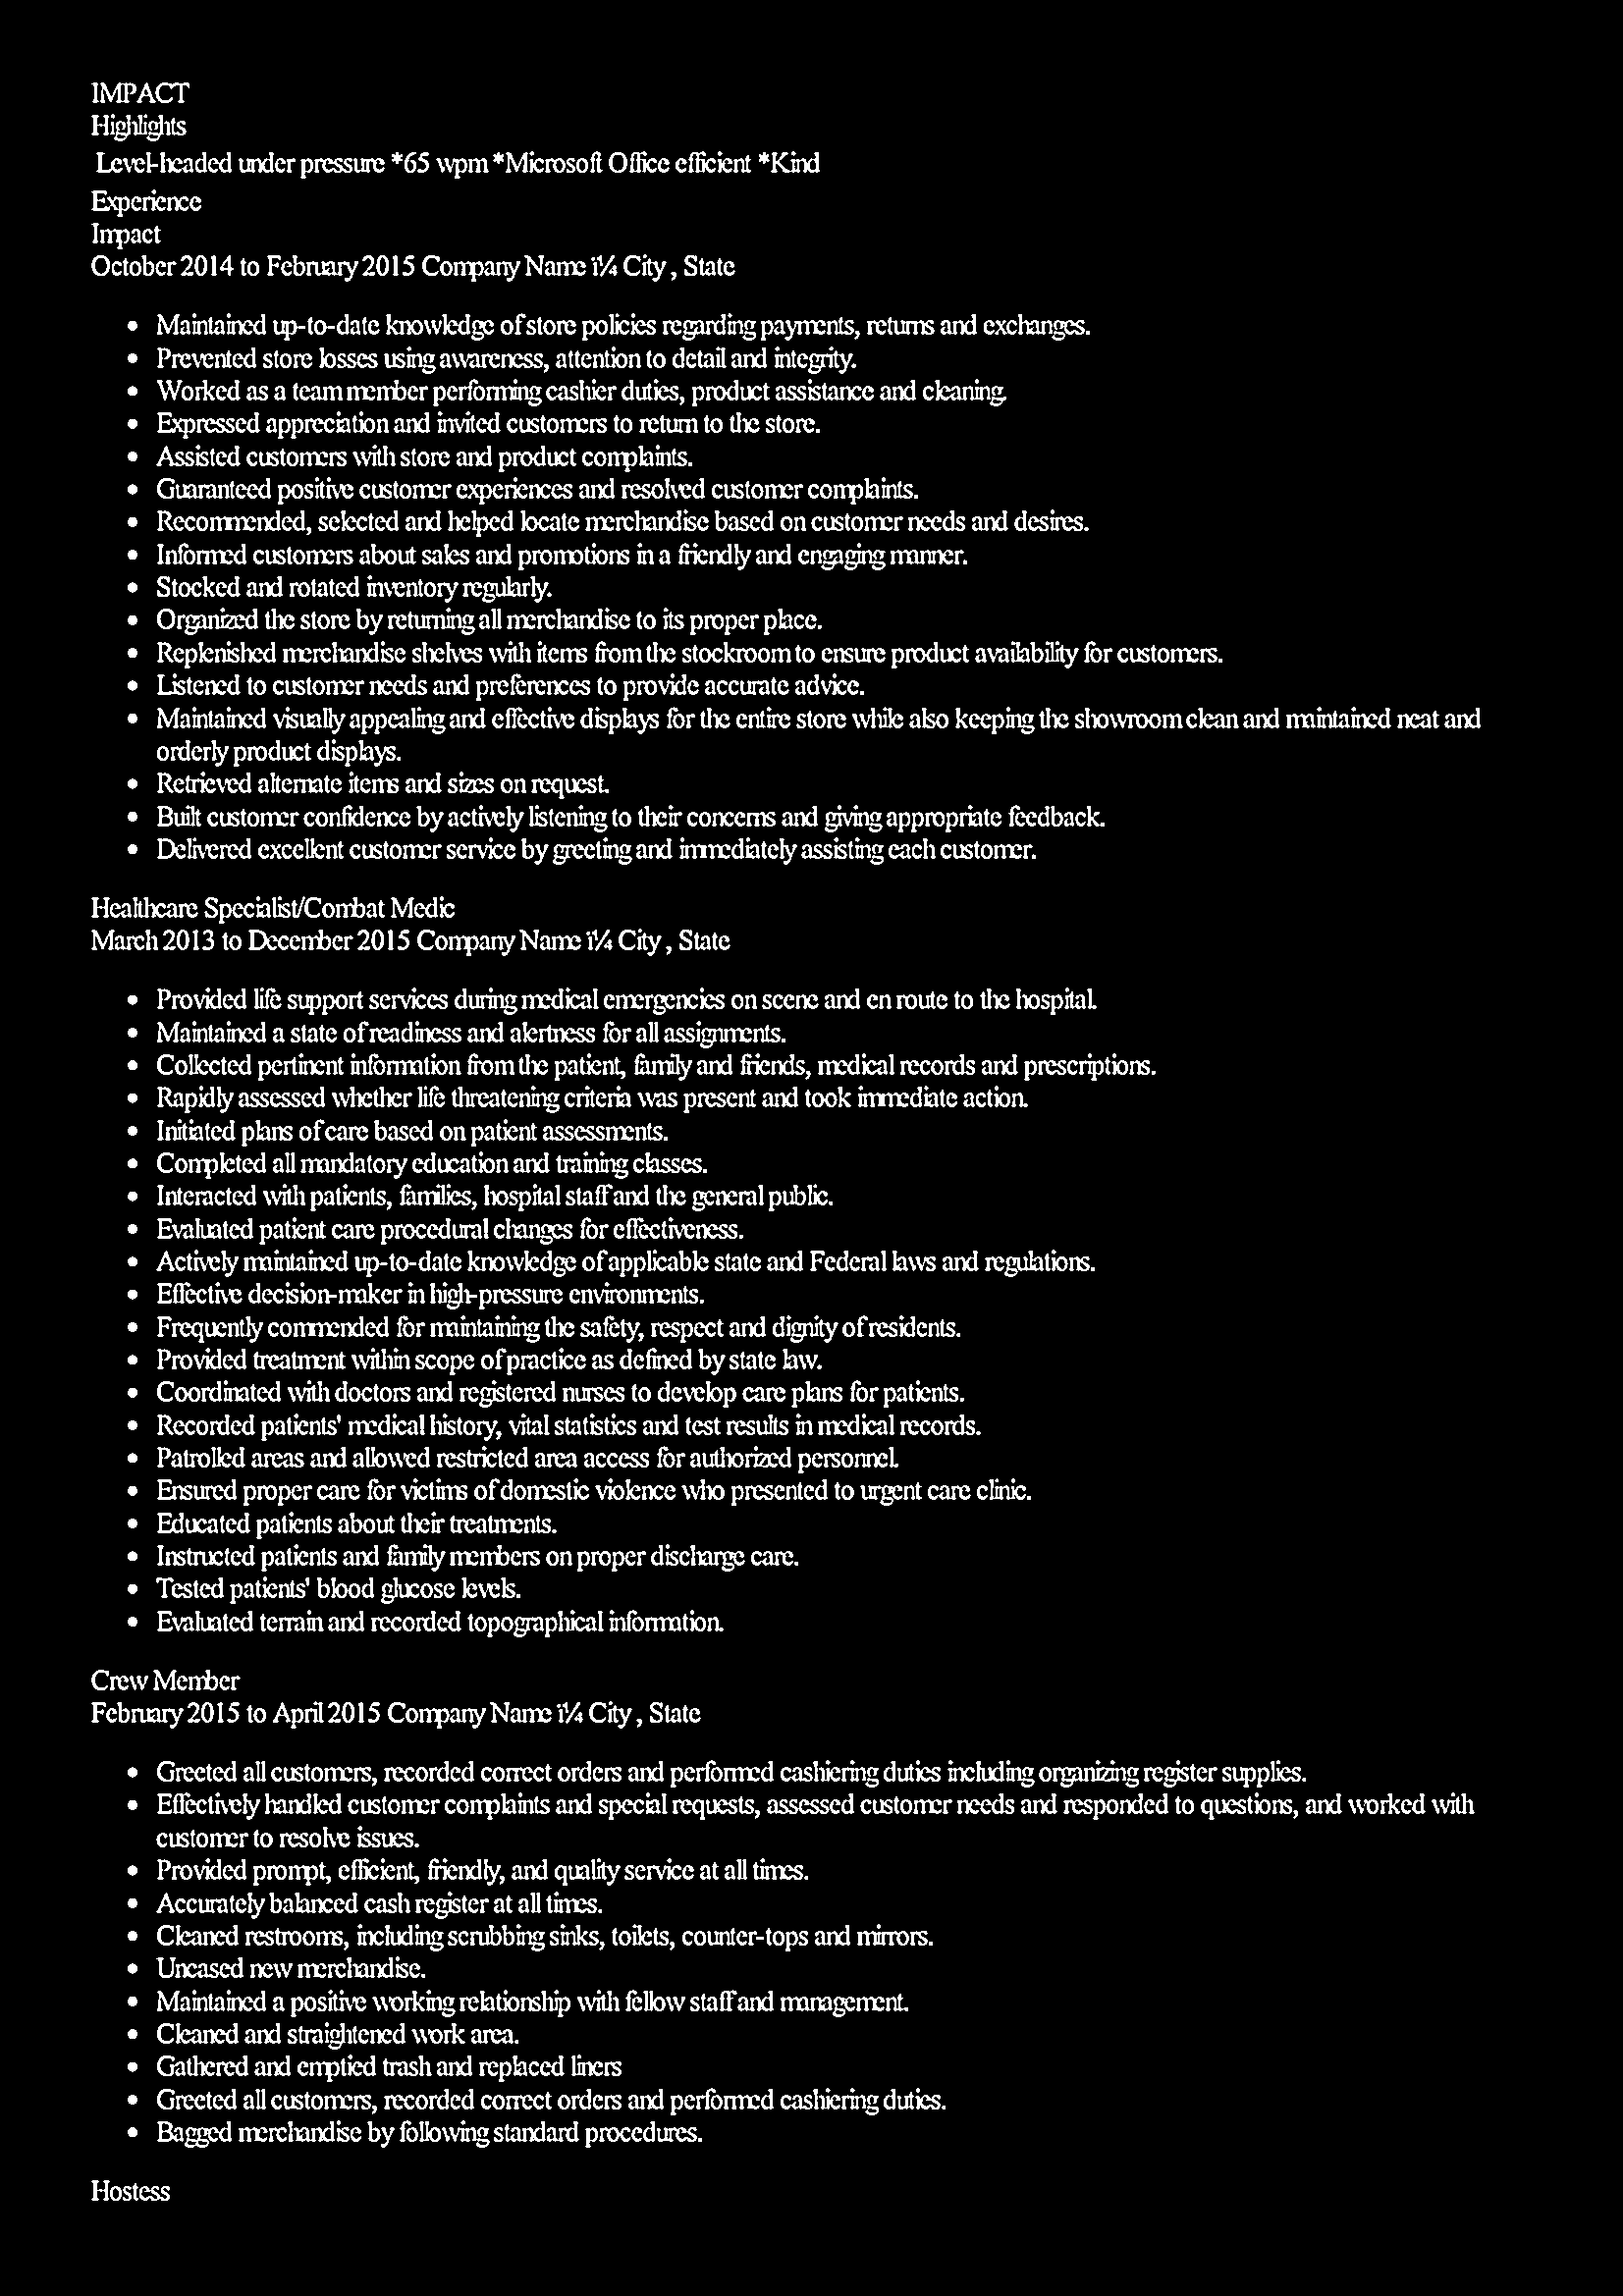 IMPACT
Highlights
Level-headed under pressure *65 wpm *Microsoft Office efficient *Kind
Experience
Impact
October 2014 to February 2015 Company Name ï¼ City , State
• Maintained up-to-date knowledge of store policies regarding payments, returns and exchanges.
• Prevented store losses using awareness, attention to detail and integrity.
• Worked as a team member performing cashier duties, product assistance and cleaning.
• Expressed appreciation and invited customers to return to the store.
• Assisted customers with store and product complaints.
• Guaranteed positive customer experiences and resolved customer complaints.
• Recommended, selected and helped locate merchandise based on customer needs and desires.
• Informed customers about sales and promotions in a friendly and engaging manner.
• Stocked and rotated inventory regularly.
• Organized the store by returning all merchandise to its proper place.
• Replenished merchandise shelves with items from the stockroom to ensure product availability for customers.
• Listened to customer needs and preferences to provide accurate advice.
• Maintained visually appealing and effective displays for the entire store while also keeping the showroom clean and maintained neat and
orderly product displays.
• Retrieved alternate items and sizes on request.
• Built customer confidence by actively listening to their concerns and giving appropriate feedback.
• Delivered excellent customer service by greeting and immediately assisting each customer.
Healthcare Specialist/Combat Medic
March 2013 to December 2015 Company Name ï¼ City , State
• Provided life support services during medical emergencies on scene and en route to the hospital.
• Maintained a state of readiness and alertness for all assignments.
• Collected pertinent information from the patient, family and friends, medical records and prescriptions.
• Rapidly assessed whether life threatening criteria was present and took immediate action.
• Initiated plans of care based on patient assessments.
• Completed all mandatory education and training classes.
• Interacted with patients, families, hospital staff and the general public.
• Evaluated patient care procedural changes for effectiveness.
• Actively maintained up-to-date knowledge of applicable state and Federal laws and regulations.
• Effective decision-maker in high-pressure environments.
• Frequently commended for maintaining the safety, respect and dignity of residents.
• Provided treatment within scope of practice as defined by state law.
• Coordinated with doctors and registered nurses to develop care plans for patients.
• Recorded patients' medical history, vital statistics and test results in medical records.
• Patrolled areas and allowed restricted area access for authorized personnel.
• Ensured proper care for victims of domestic violence who presented to urgent care clinic.
• Educated patients about their treatments.
• Instructed patients and family members on proper discharge care.
• Tested patients' blood glucose levels.
• Evaluated terrain and recorded topographical information.
Crew Member
February 2015 to April 2015 Company Name ï¼ City , State
• Greeted all customers, recorded correct orders and performed cashiering duties including organizing register supplies.
• Effectively handled customer complaints and special requests, assessed customer needs and responded to questions, and worked with
customer to resolve issues.
• Provided prompt, efficient, friendly, and quality service at all times.
• Accurately balanced cash register at all times.
• Cleaned restrooms, including scrubbing sinks, toilets, counter-tops and mirrors.
• Uncased new merchandise.
• Maintained a positive working relationship with fellow staff and management.
• Cleaned and straightened work area.
• Gathered and emptied trash and replaced liners
• Greeted all customers, recorded correct orders and performed cashiering duties.
• Bagged merchandise by following standard procedures.
Hostess